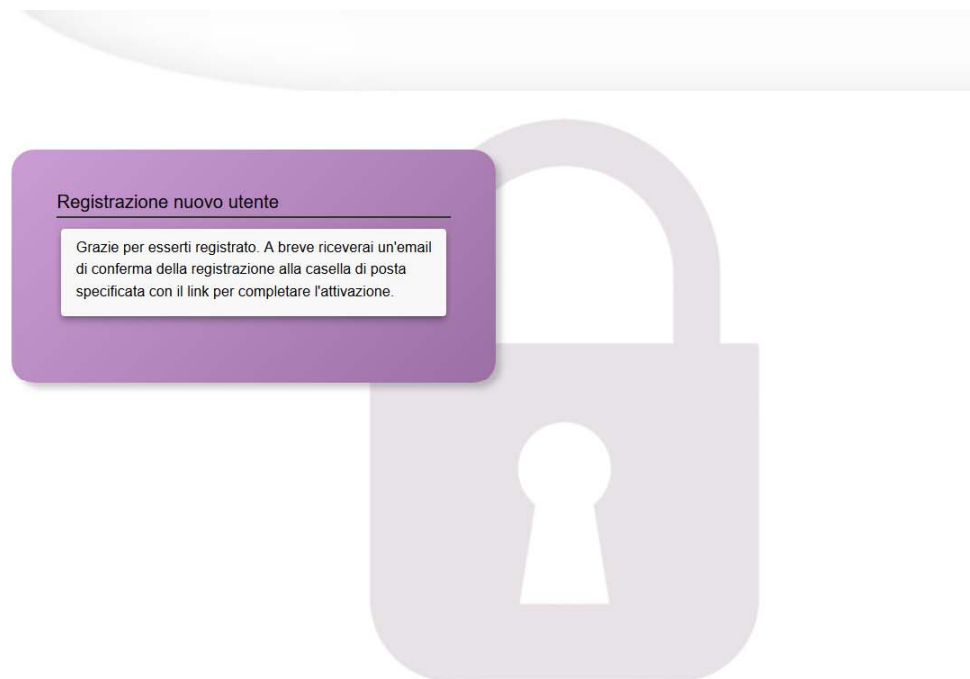 Registrazione nuovo utente
Grazie per esserti registrato. A breve riceverai un'email
di conferma della registrazione alla casella di posta
specificata con il link per completare l'attivazione.